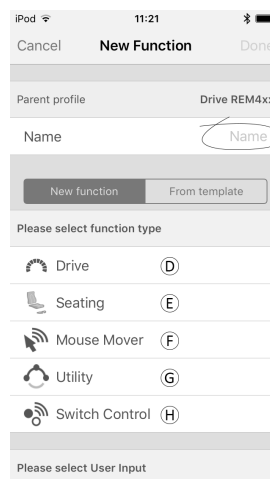 iPod 11:21
Cancel New Function Done
Parent profile Drive REM4x
Name Name
New function From template
Please select function type
Drive D
Seating E
Mouse Mover F
Utility G
Switch Control H
Please select User Input